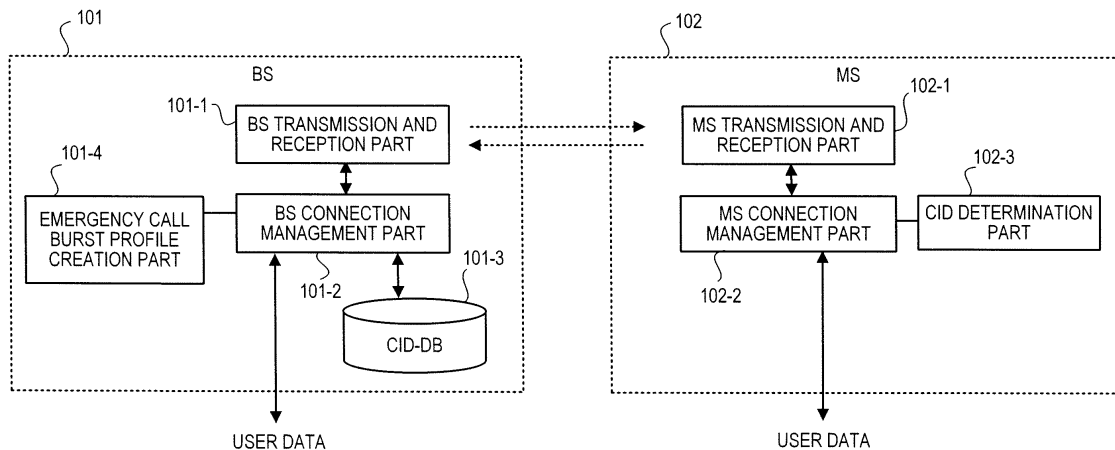 101
BS
101-1
BS TRANSMISSION AND
RECEPTION PART
101-4
EMERGENCY CALL
BURST PROFILE
CREATION PART
BS CONNECTION
MANAGEMENT PART
101-2
101-3
CID-DB
USER DATA
102
MS
102-1
MS TRANSMISSION AND
RECEPTION PART
102-3
MS CONNECTION
MANAGEMENT PART
CID DETERMINATION
PART
102-2
USER DATA